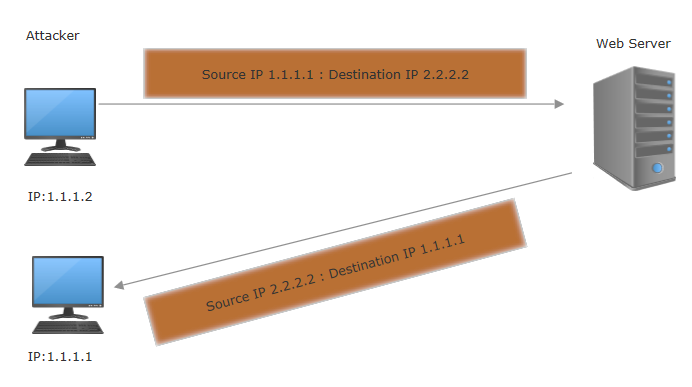 Attacker
Web Server
Source IP 1.1.1.1 : Destination IP 2.2.2.2
IP:1.1.1.2
Source IP 2.2.2.2 : Destination IP 1.1.1.1
IP:1.1.1.1